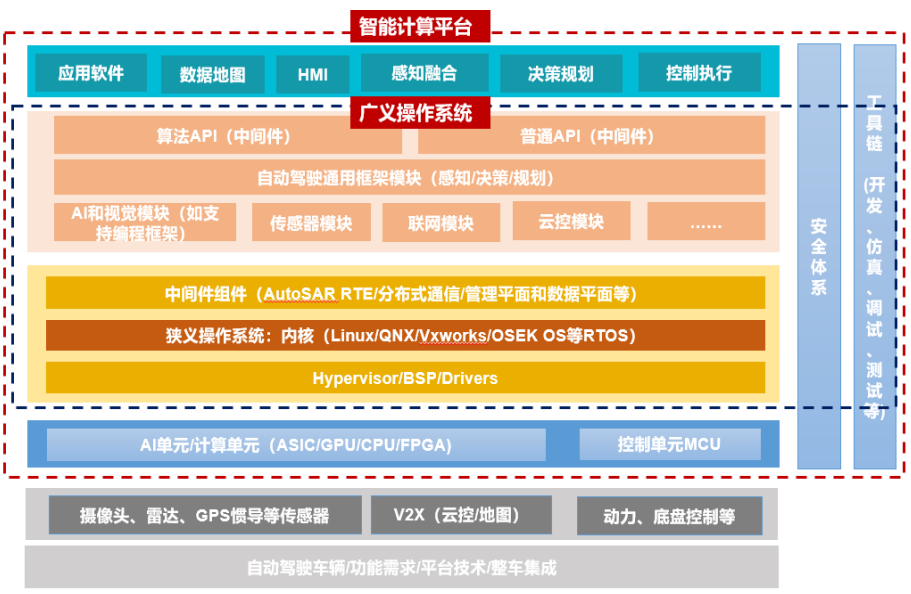 智能计算平台
应用软件
数据地图
HMI
感知融合
决策规划
控制执行
广义操作系统
算法API（中间件）
普通API（中间件）
自动驾驶通用框架模块（感知/决策/规划）
AI和视觉模块（如支
持编程框架）
传感器模块
联网模块
云控模块
……
中间件组件（AutoSAR RTE/分布式通信/管理平面和数据平面等）
狭义操作系统：内核（Linux/QNX/Vxworks/OSEK OS等RTOS）
Hypervisor/BSP/Drivers
AI单元/计算单元（ASIC/GPU/CPU/FPGA)
控制单元MCU
安全体系
工具链（开发、仿真、调试、测试等)
摄像头、雷达、GPS惯导等传感器
V2X（云控/地图）
动力、底盘控制等
自动驾驶车辆/功能需求/平台技术/整车集成